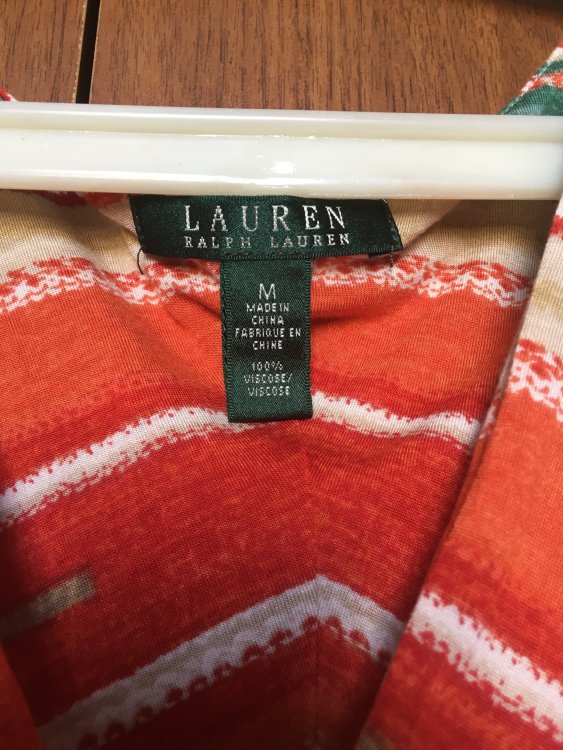 LAUREN
RALPH LAUREN
M
MADE IN
CHINA
FABRIQUE EN
CHINE
100%
VISCOSE/
VISCOSE